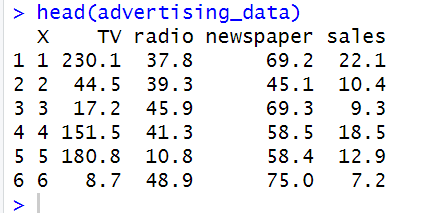 > head(advertising_data)
  X    TV radio newspaper sales
1 1 230.1  37.8      69.2  22.1
2 2  44.5  39.3      45.1  10.4
3 3  17.2  45.9      69.3   9.3
4 4 151.5  41.3      58.5  18.5
5 5 180.8  10.8      58.4  12.9
6 6   8.7  48.9      75.0   7.2
>